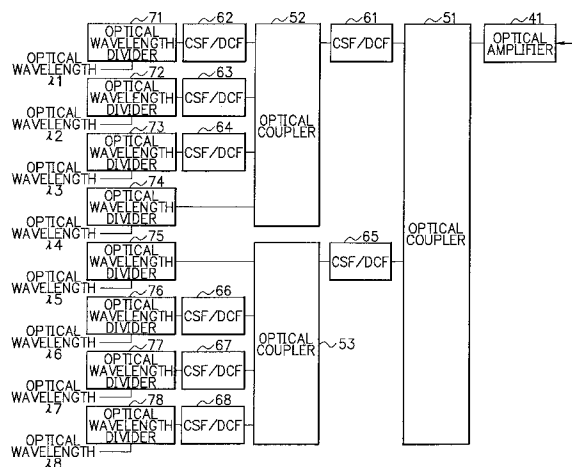 71
62
52
61
51
41
OPTICAL
WAVELENGTH
DIVIDER
CSF/DCF
OPTICAL
COUPLER
CSF/DCF
OPTICAL
COUPLER
OPTICAL
AMPLIFIER
OPTICAL
WAVELENGTH
λ1
72
63
OPTICAL
WAVELENGTH
DIVIDER
CSF/DCF
OPTICAL
WAVELENGTH
λ2
73
64
OPTICAL
WAVELENGTH
DIVIDER
CSF/DCF
OPTICAL
WAVELENGTH
λ3
74
OPTICAL
WAVELENGTH
DIVIDER
OPTICAL
WAVELENGTH
λ4
75
65
OPTICAL
WAVELENGTH
DIVIDER
CSF/DCF
OPTICAL
WAVELENGTH
λ5
76
66
OPTICAL
WAVELENGTH
DIVIDER
CSF/DCF
OPTICAL
COUPLER
53
OPTICAL
WAVELENGTH
λ6
77
67
OPTICAL
WAVELENGTH
DIVIDER
CSF/DCF
OPTICAL
WAVELENGTH
λ7
78
68
OPTICAL
WAVELENGTH
DIVIDER
CSF/DCF
OPTICAL
WAVELENGTH
λ8